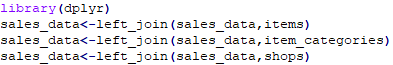 library(dplyr)
sales_data<-left_join(sales_data,items)
sales_data<-left_join(sales_data,item_categories)
sales_data<-left_join(sales_data,shops)